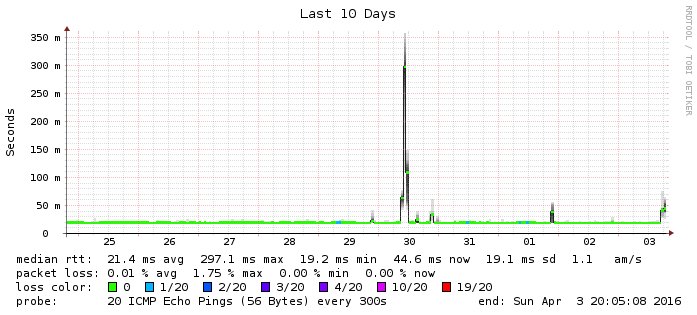 Last 10 Days
RRDTOOL / TOBI OETIKER
Seconds
350 m
300 m
250 m
200 m
150 m
100 m
50 m
0
25 26 27 28 29 30 31 01 02 03
median rtt: 21.4 ms avg 297.1 ms max 19.2 ms min 44.6 ms now 19.1 ms sd 1.1 am/s
packet loss: 0.01 % avg 1.75 % max 0.00 % min 0.00 % now
loss color: 0 1/20 2/20 3/20 4/20 10/20 19/20
probe: 20 ICMP Echo Pings (56 Bytes) every 300s end: Sun Apr 3 20:05:08 2016